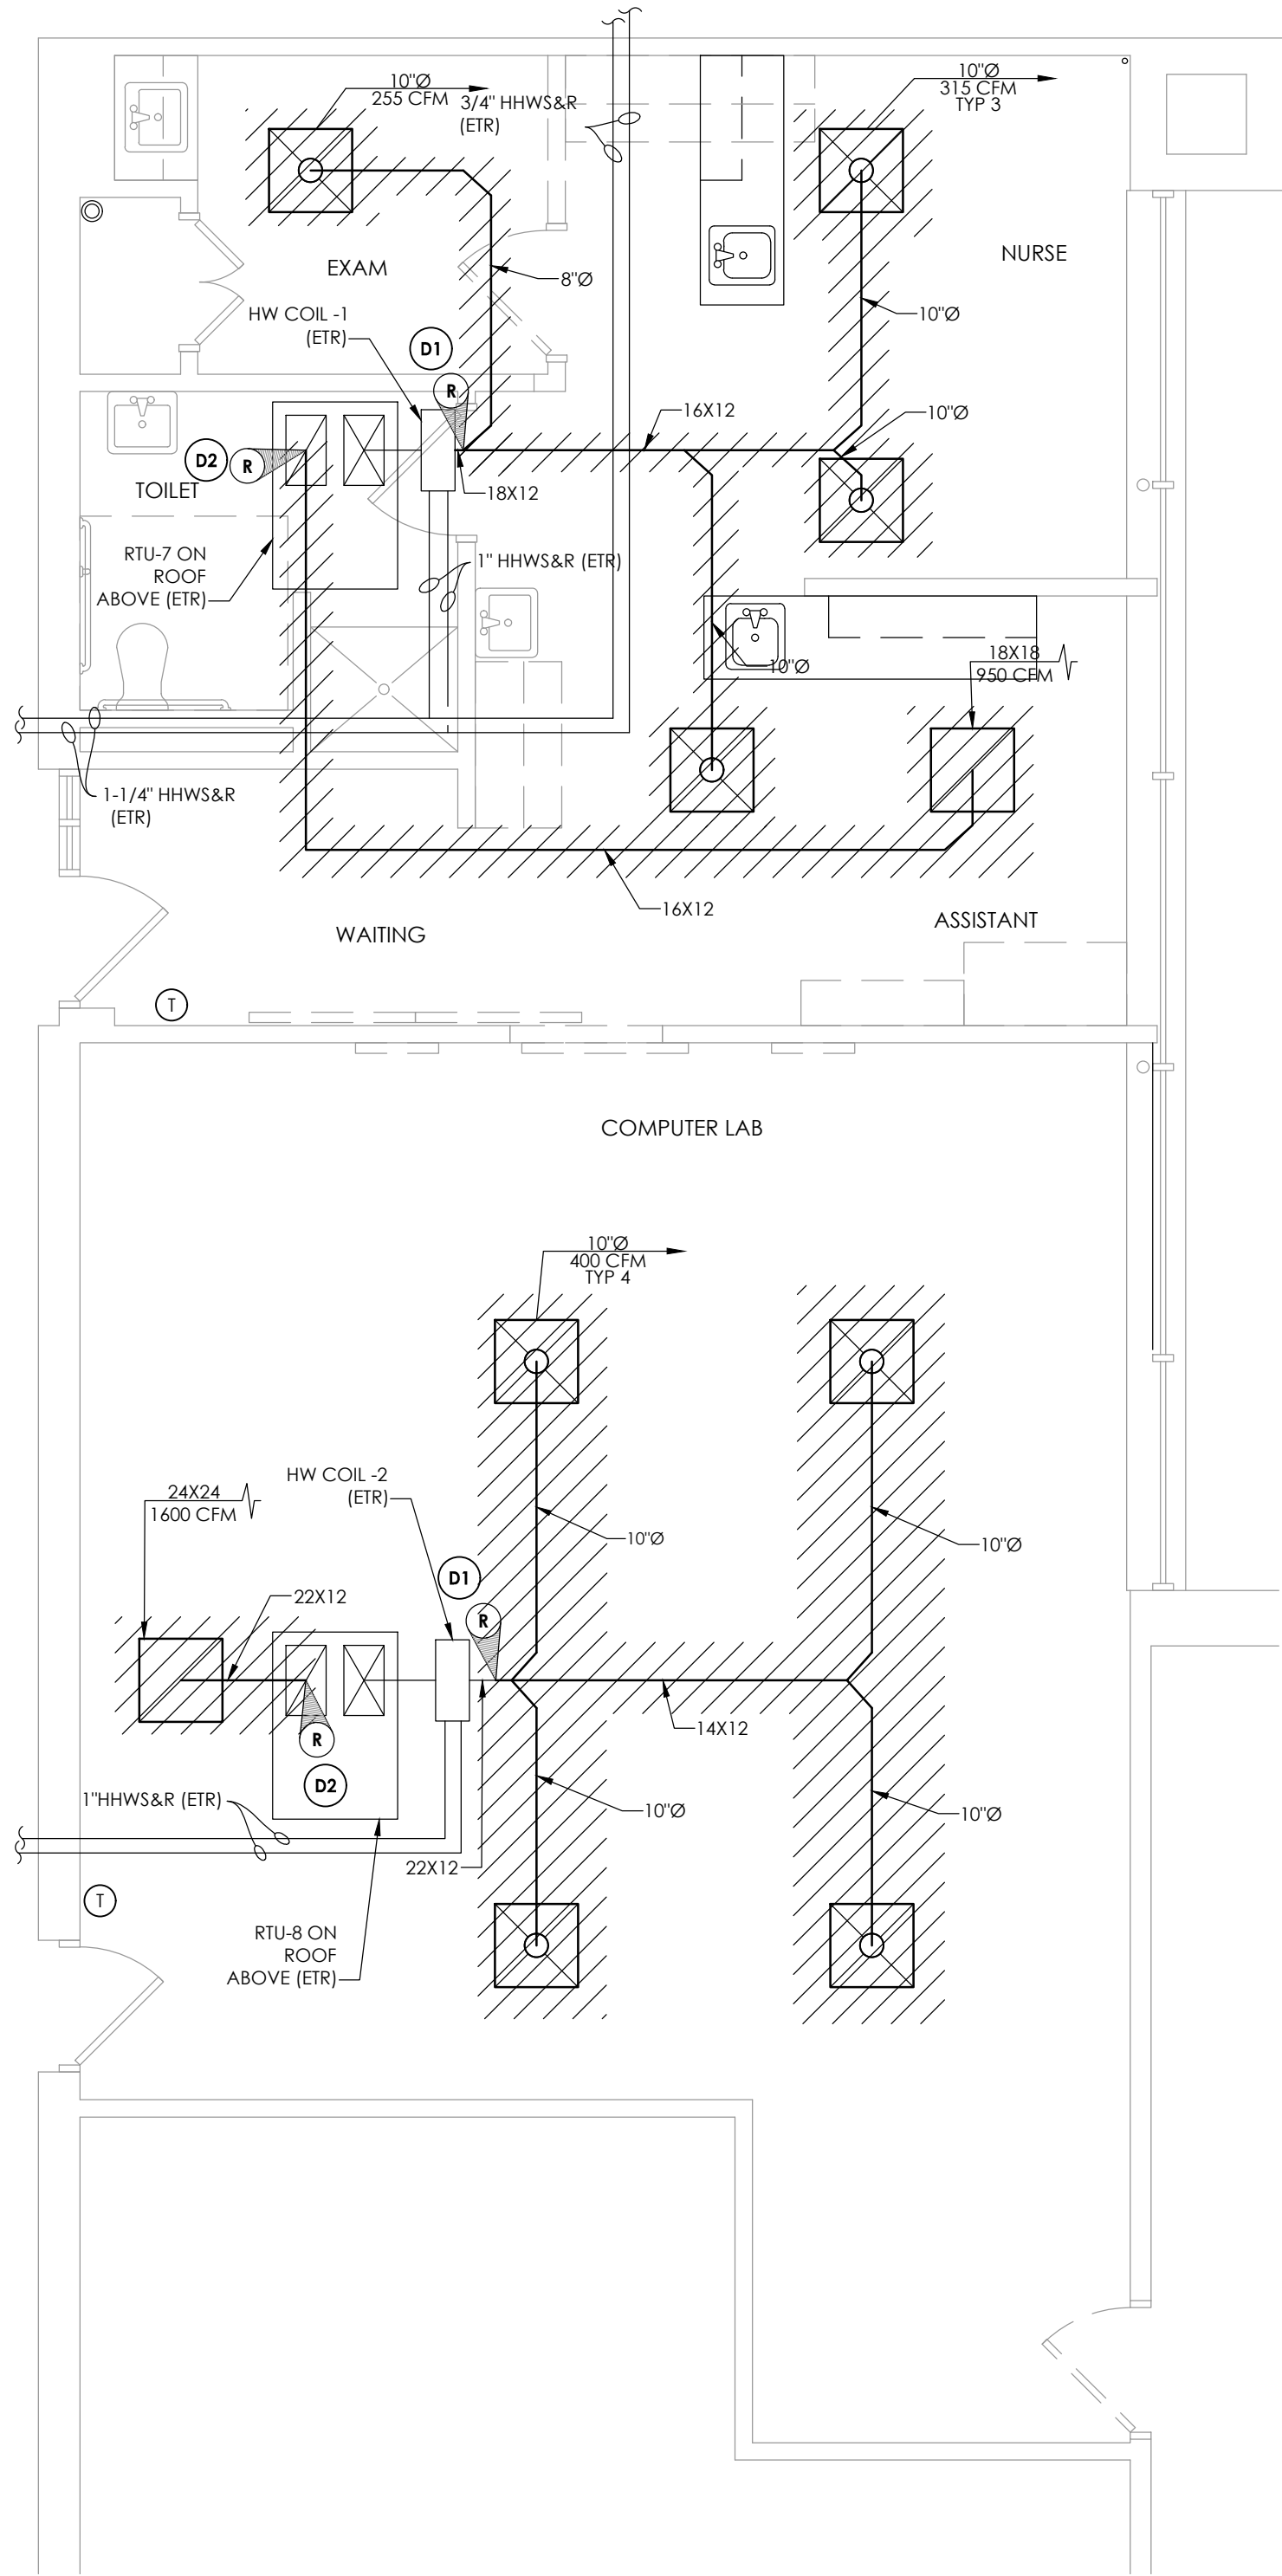 10"Ø
255 CFM
3/4" HHWS&R
(ETR)
10"Ø
315 CFM
TYP 3
EXAM
NURSE
8"Ø
HW COIL -1
(ETR)
D1
R
10"Ø
16X12
10"Ø
D2
R
TOILET
18X12
RTU-7 ON
ROOF
ABOVE (ETR)
1" HHWS&R (ETR)
10"Ø
18X18
950 CFM
1-1/4" HHWS&R
(ETR)
16X12
WAITING
ASSISTANT
T
COMPUTER LAB
10"Ø
400 CFM
TYP 4
HW COIL -2
(ETR)
24X24
1600 CFM
10"Ø
10"Ø
D1
R
22X12
14X12
R
D2
1"HHWS&R (ETR)
10"Ø
10"Ø
22X12
T
RTU-8 ON
ROOF
ABOVE (ETR)